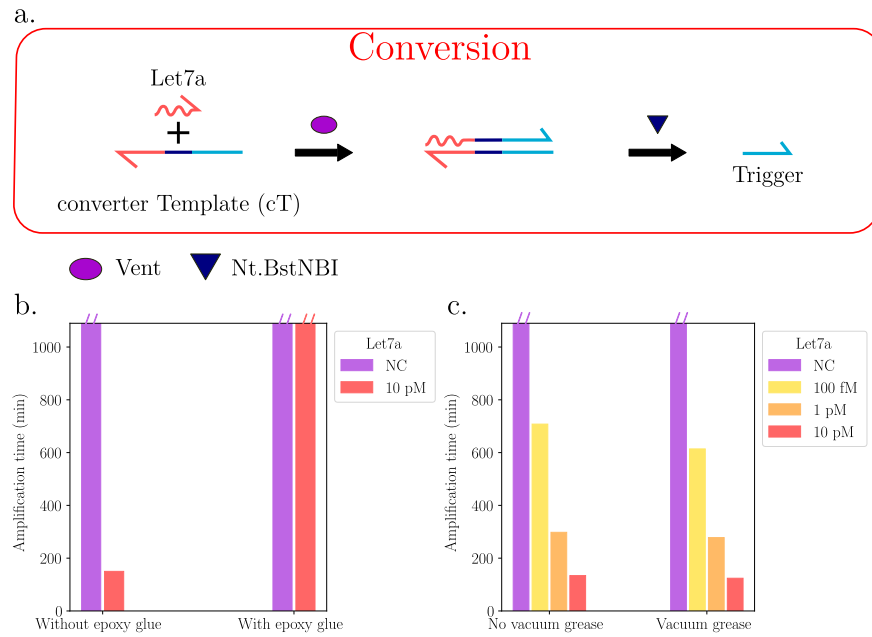 a.
Conversion
Let7a
converter Template (cT)
Trigger
Vent
Nt.BstNBI
b.
Amplification time (min)
1000
800
600
400
200
0
Without epoxy glue
With epoxy glue
Let7a
NC
10 pM
c.
Amplification time (min)
1000
800
600
400
200
0
No vacuum grease
Vacuum grease
Let7a
NC
100 fM
1 pM
10 pM